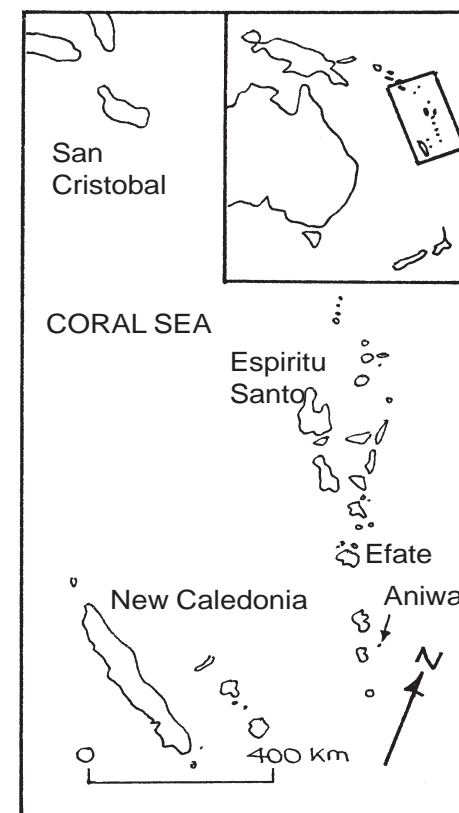 San
Cristobal
CORAL SEA
Espiritu
Santo
Efate
New Caledonia
Aniwa
N
0 400 Km